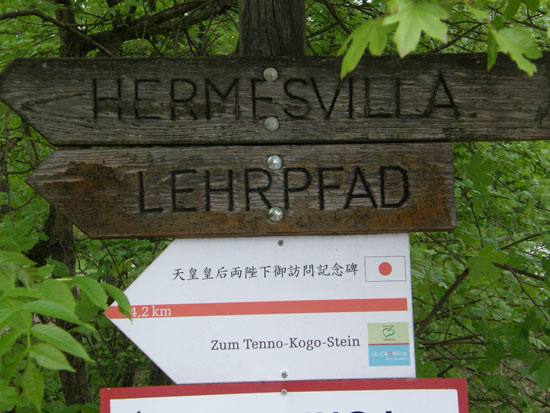 HERMESVILLA
LEHRPFAD
天皇皇后両陛下御訪問記念碑
4,2 km
Zum Tenno-Kogo-Stein